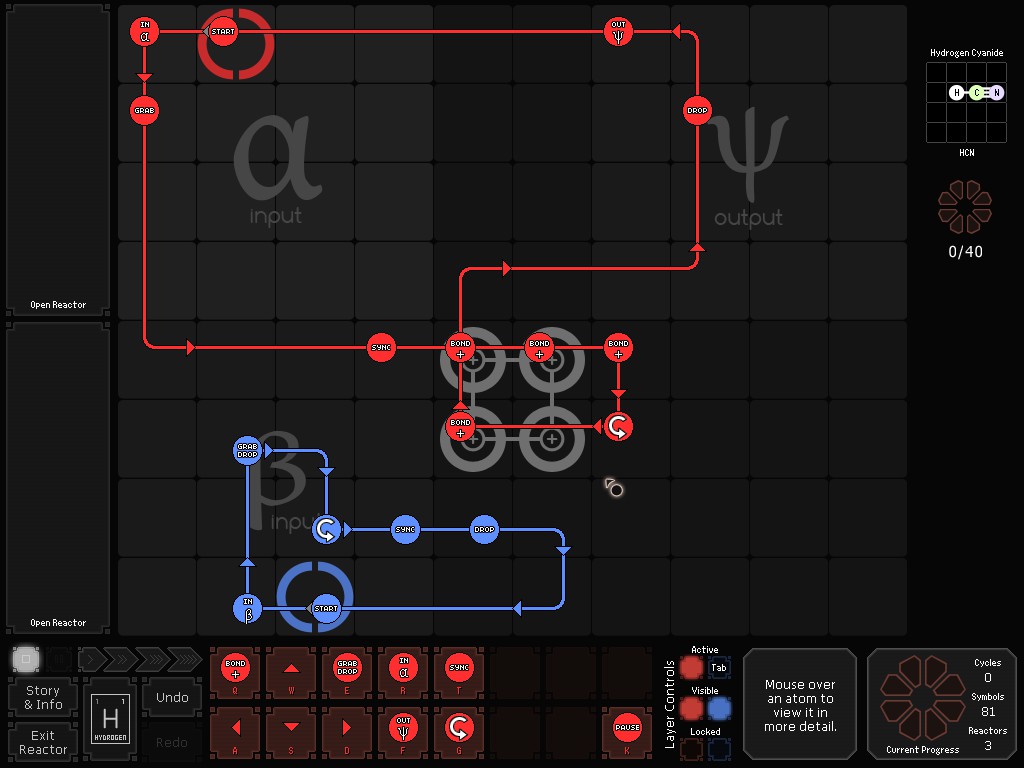 IN
α
START
OUT
ψ
GRAB
DROP
α
input
ψ
output
SYNC
BOND
+
BOND
+
BOND
+
BOND
+
GRAB
DROP
β
input
SYNC
DROP
IN
β
START
Open Reactor
Open Reactor
Hydrogen Cyanide
H
C
N
HCN
0/40
Story
& Info
Exit
Reactor
1
1
H
HYDROGEN
Undo
Redo
BOND
+
Q
W
GRAB
DROP
E
IN
α
R
SYNC
T
A
S
D
OUT
ψ
F
G
PAUSE
K
Layer Controls
Active
Tab
Visible
Locked
Mouse over
an atom to
view it in
more detail.
Cycles
0
Symbols
81
Reactors
3
Current Progress